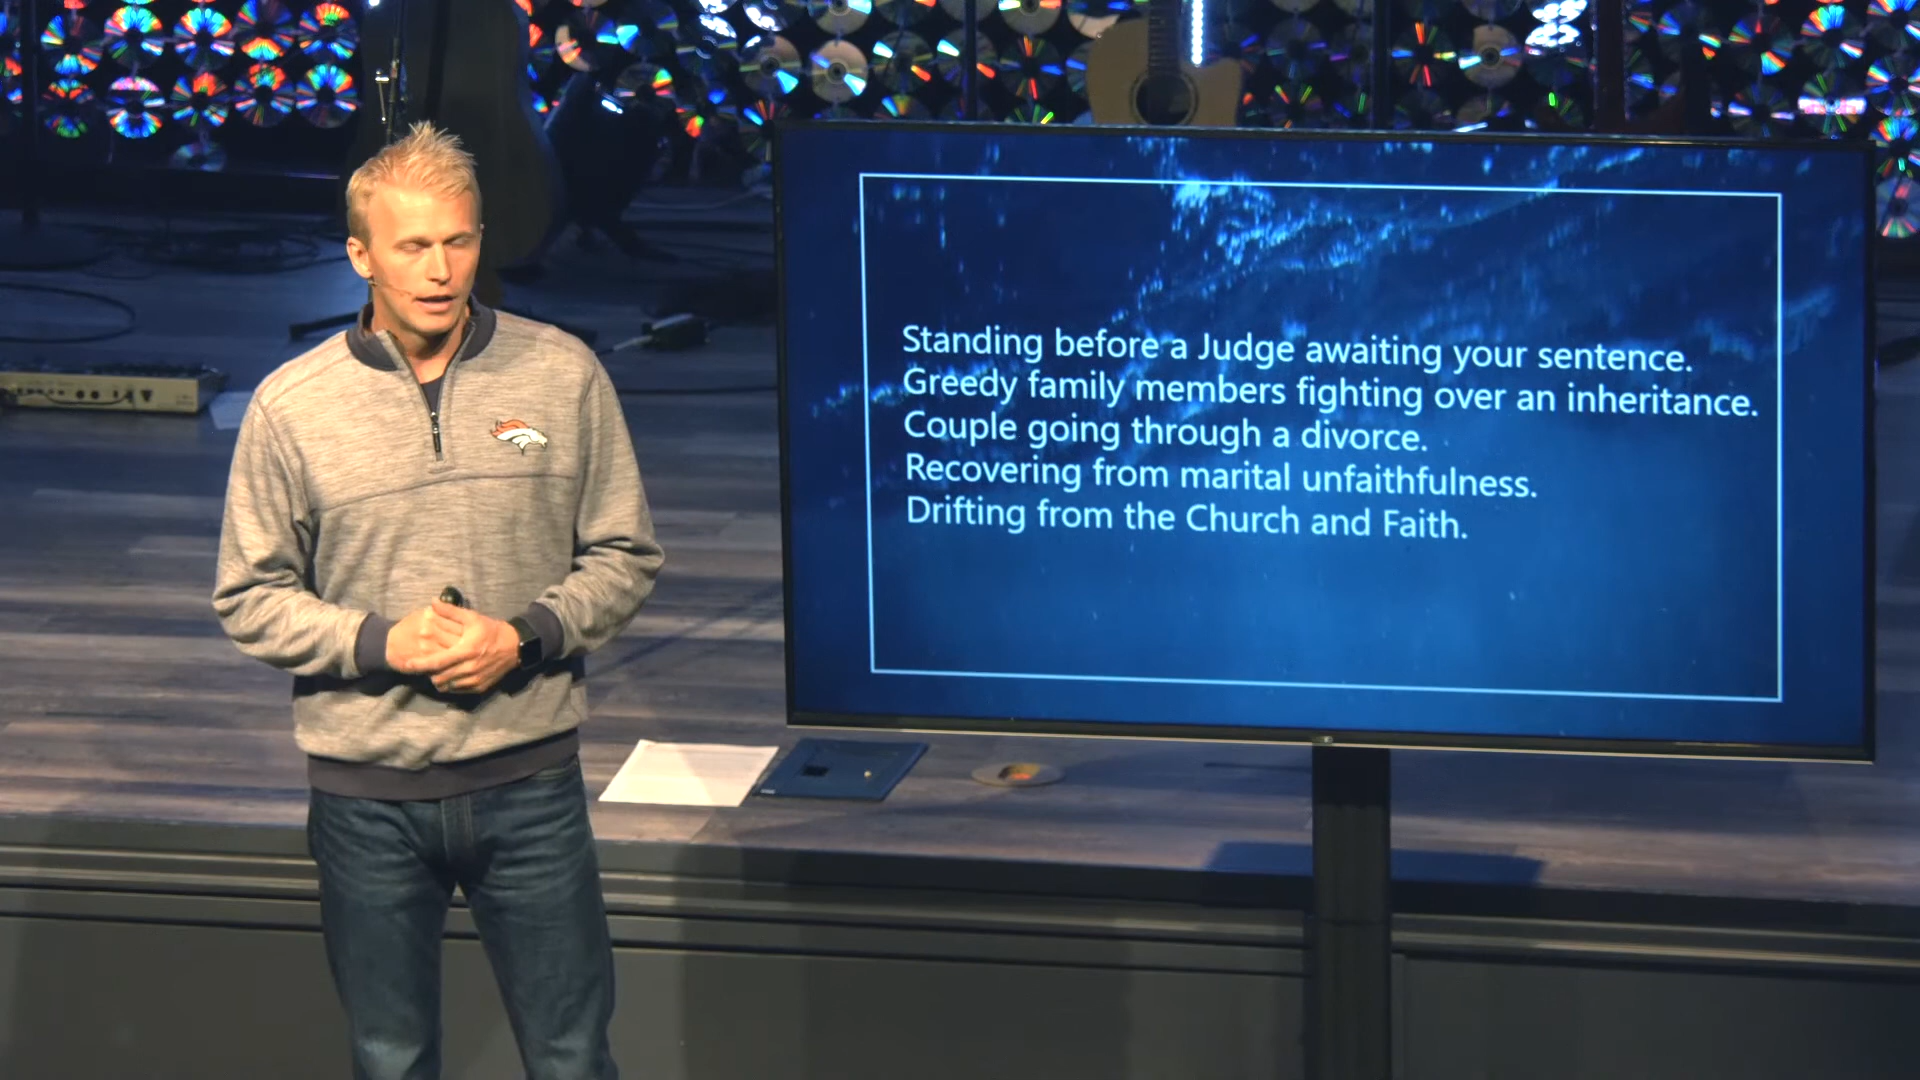 Standing before a Judge awaiting your sentence.
Greedy family members fighting over an inheritance.
Couple going through a divorce.
Recovering from marital unfaithfulness.
Drifting from the Church and Faith.